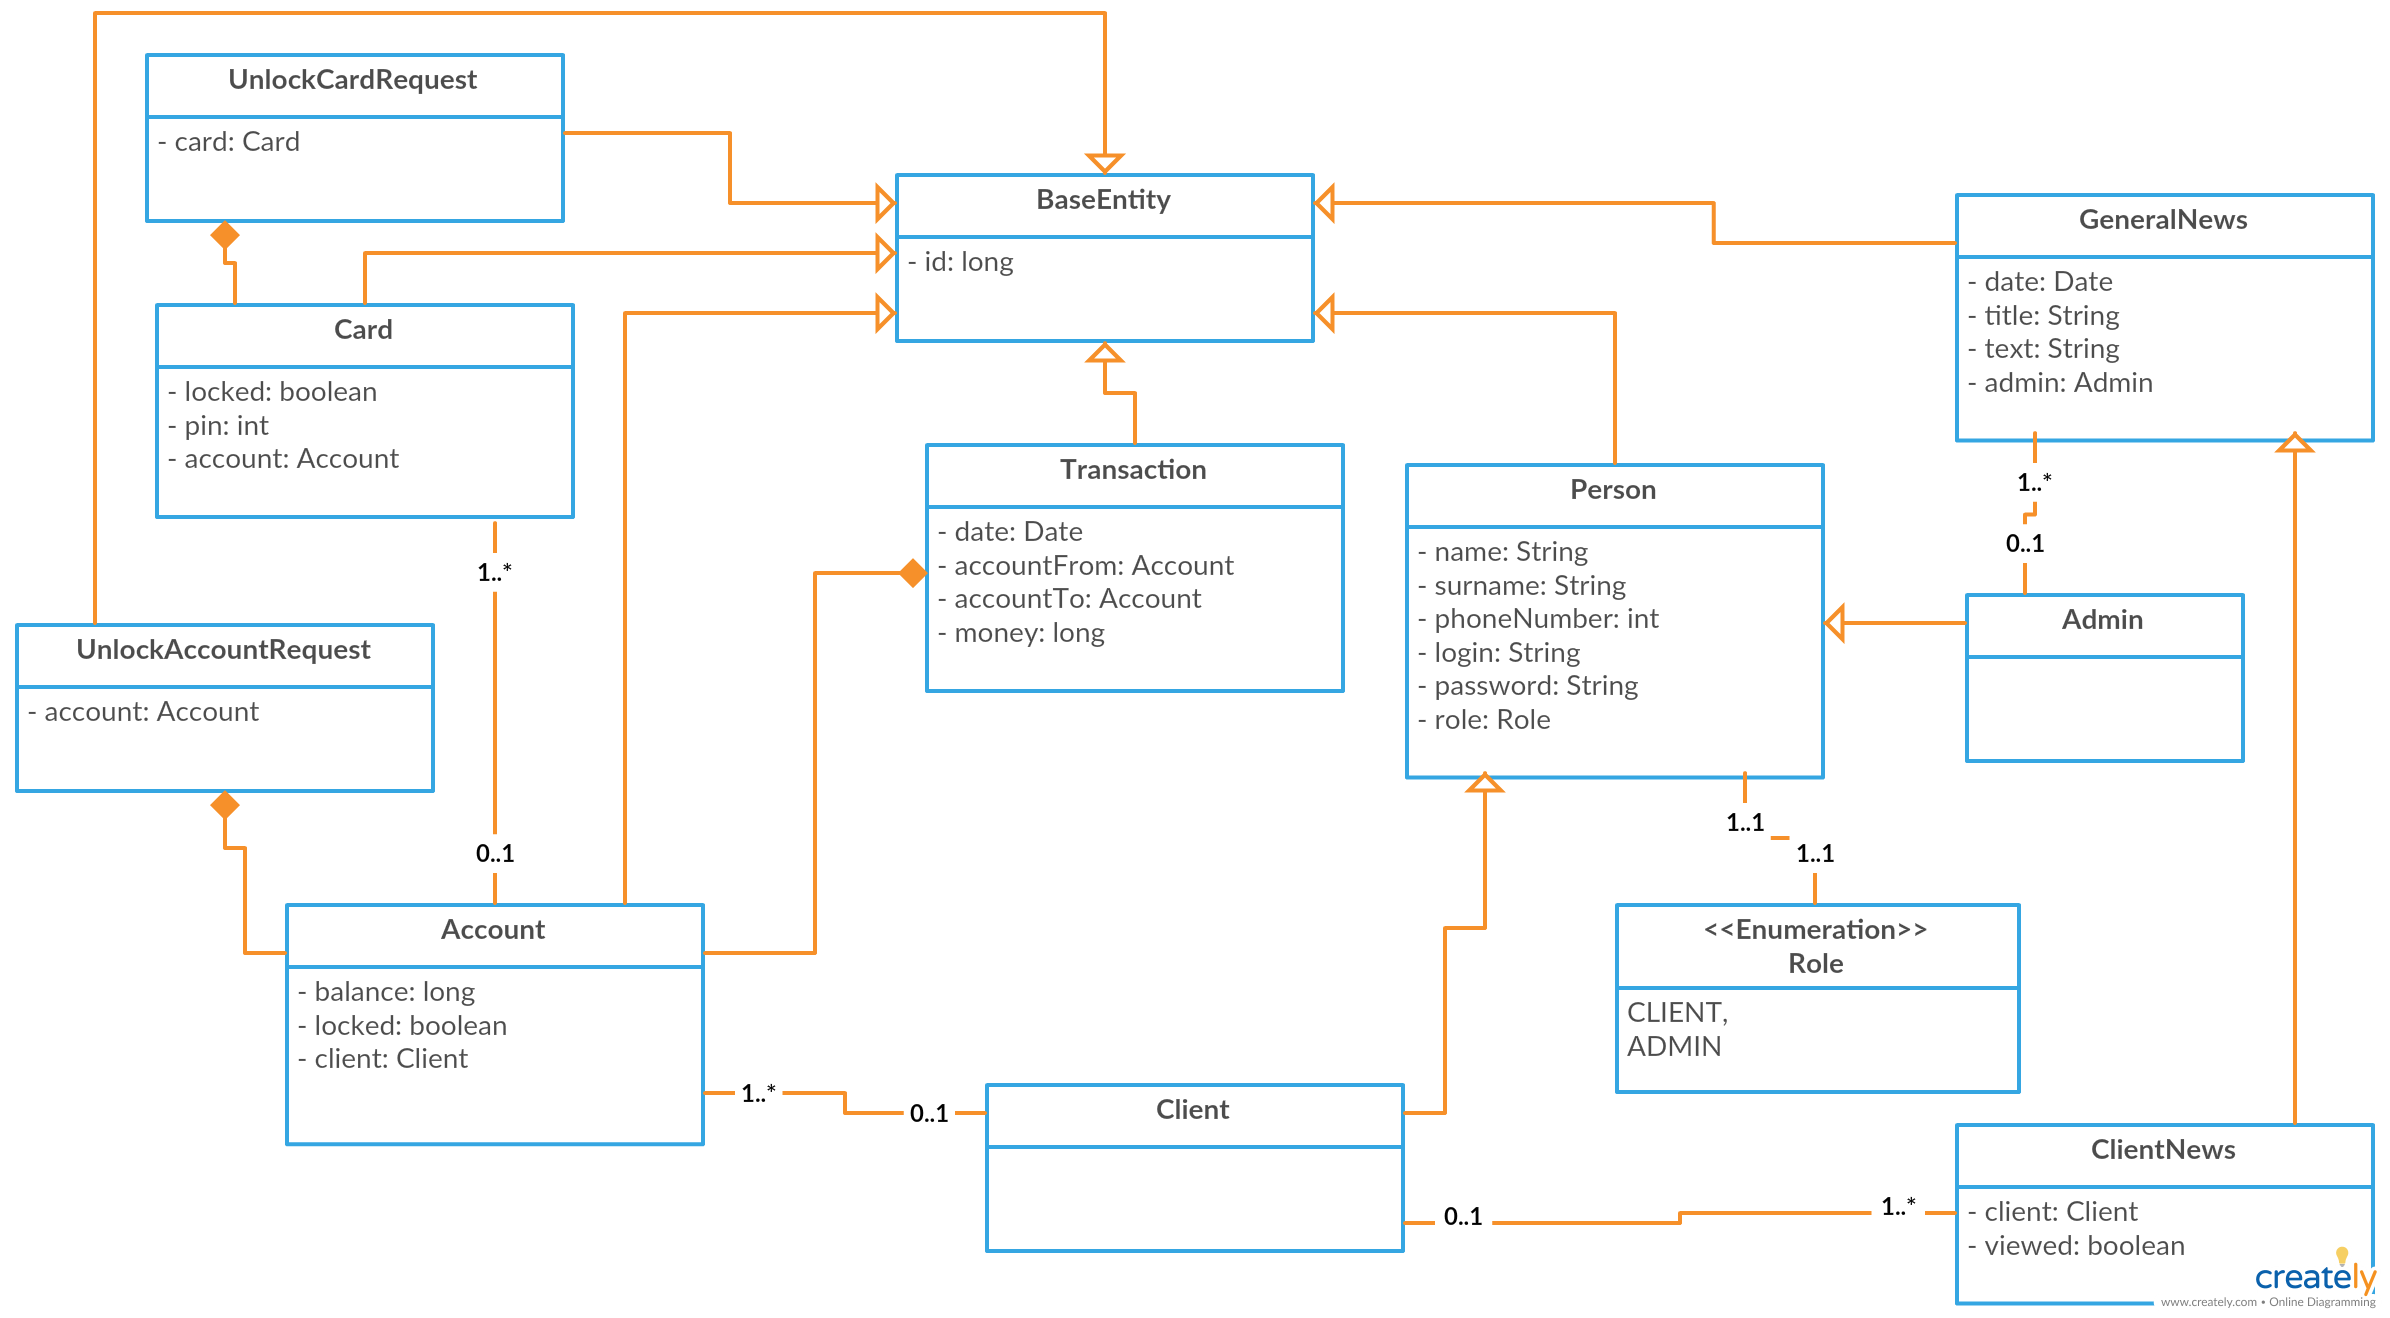 UnlockCardRequest
- card: Card
BaseEntity
- id: long
GeneralNews
- date: Date
- title: String
- text: String
- admin: Admin
Card
- locked: boolean
- pin: int
- account: Account
Transaction
- date: Date
- accountFrom: Account
- accountTo: Account
- money: long
Person
- name: String
- surname: String
- phoneNumber: int
- login: String
- password: String
- role: Role
1..*
0..1
Admin
1..*
0..1
UnlockAccountRequest
- account: Account
1..1
1..1
Account
- balance: long
- locked: boolean
- client: Client
<<Enumeration>>
Role
CLIENT,
ADMIN
1..*
0..1
Client
0..1
1..*
ClientNews
- client: Client
- viewed: boolean
creately
www.creately.com • Online Diagramming